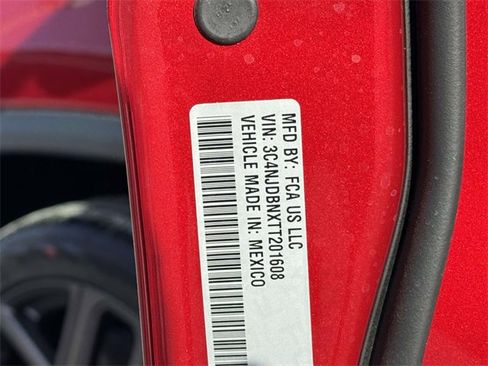 MFD BY: FCA US LLC
VIN: 3C4NJDBNXTT201608
VEHICLE MADE IN: MEXICO